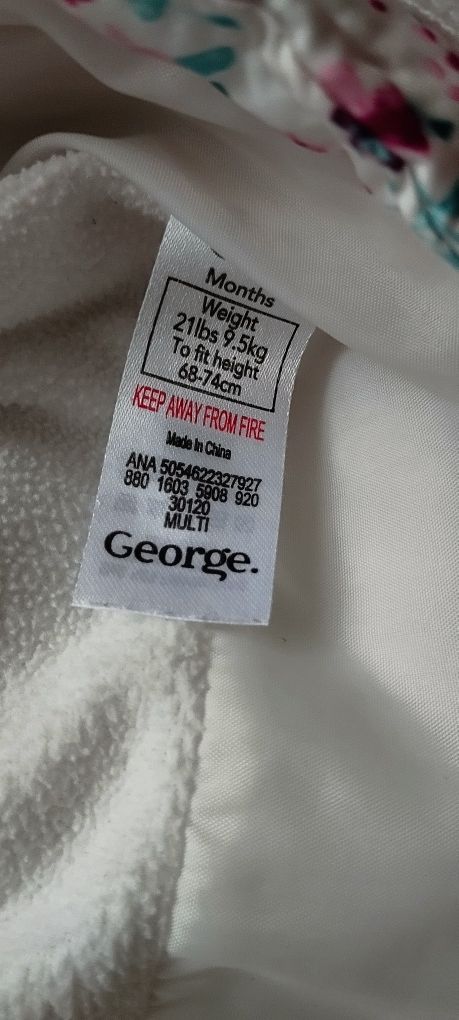 Months
Weight
21lbs 9.5kg
To fit height
68-74cm
KEEP AWAY FROM FIRE
Made In China
ANA 5054622327927
880 1603 5908 920
30120
MULTI
George.